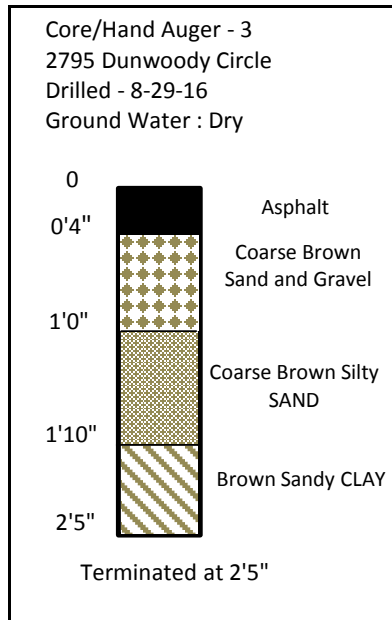 Core/Hand Auger - 3
2795 Dunwoody Circle
Drilled - 8-29-16
Ground Water : Dry
0
Asphalt
0'4"
Coarse Brown
Sand and Gravel
1'0"
Coarse Brown Silty
SAND
1'10"
Brown Sandy CLAY
2'5"
Terminated at 2'5"